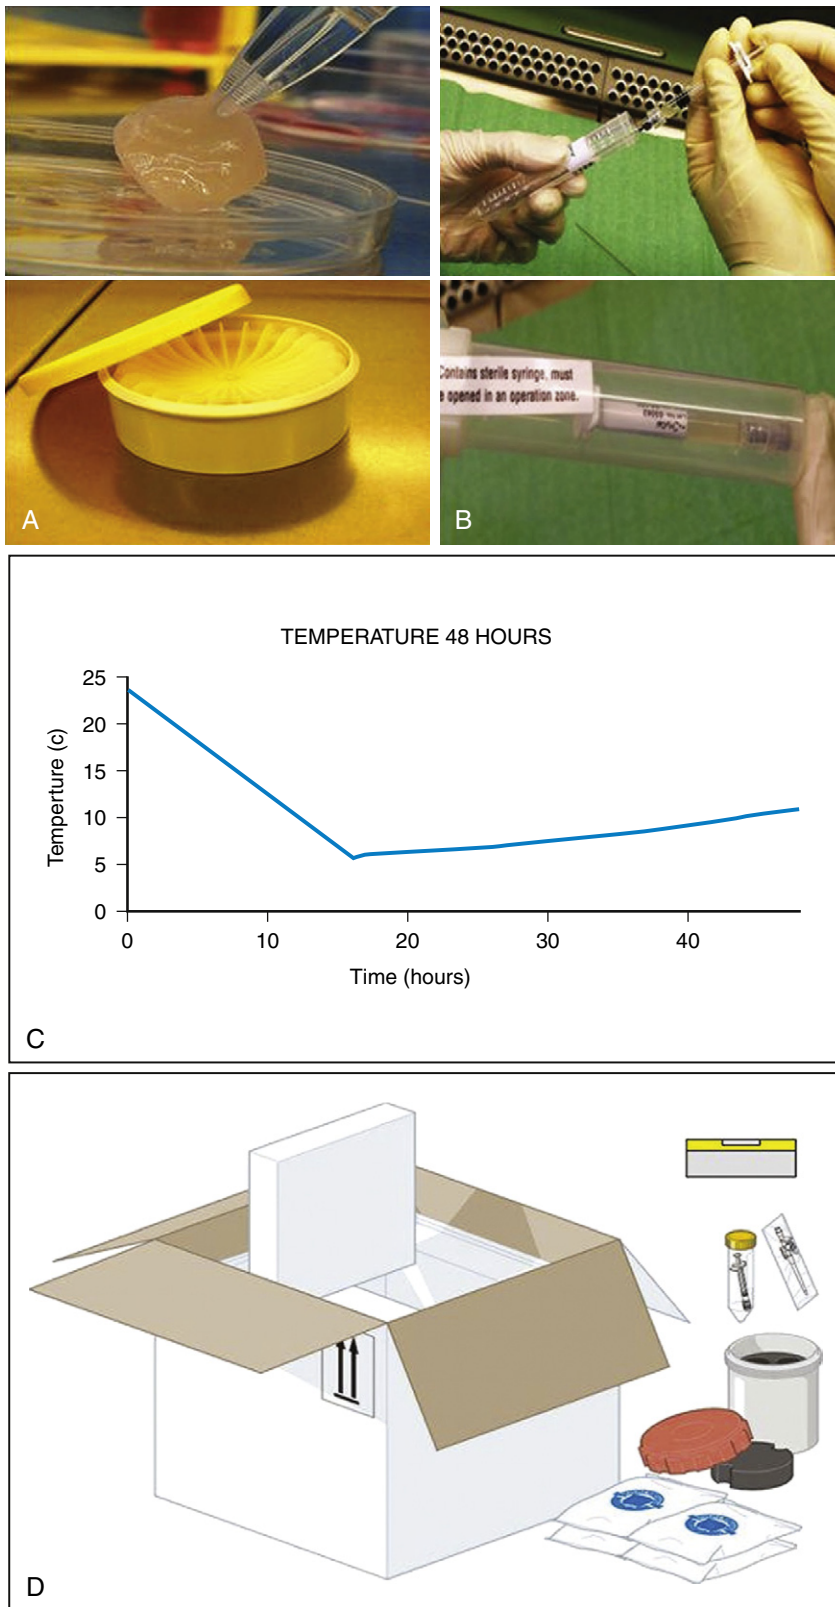 A
B
Contains sterile syringe, must
e opened in an operation zone.
TEMPERATURE 48 HOURS
Temperture (c)
25
20
15
10
5
0
0 10 20 30 40
Time (hours)
C
D